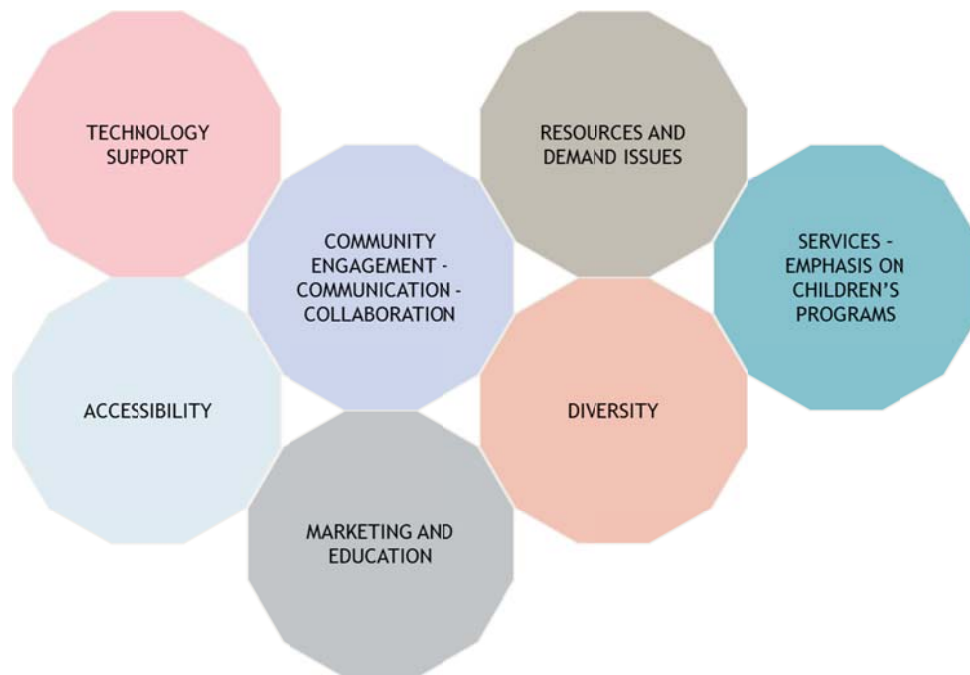 TECHNOLOGY
SUPPORT
RESOURCES AND
DEMAND ISSUES
COMMUNITY
ENGAGEMENT -
COMMUNICATION -
COLLABORATION
SERVICES -
EMPHASIS ON
CHILDREN’S
PROGRAMS
ACCESSIBILITY
DIVERSITY
MARKETING AND
EDUCATION